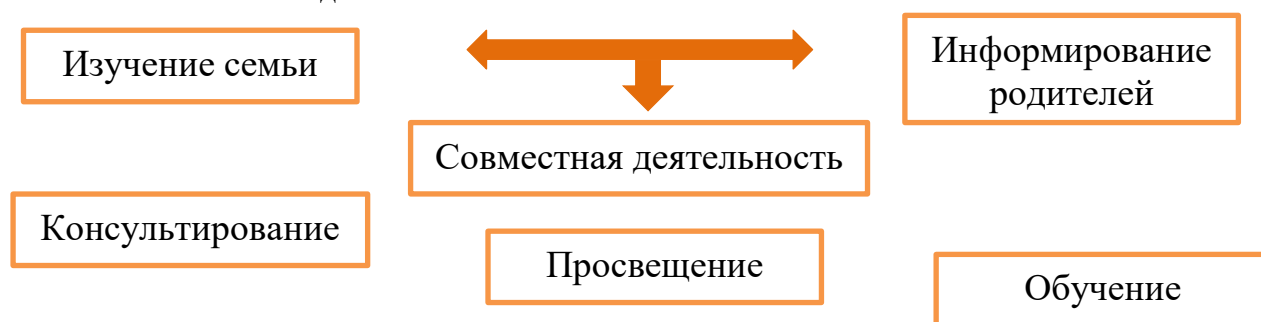 Изучение семьи
Информирование
родителей
Совместная деятельность
Консультирование
Просвещение
Обучение